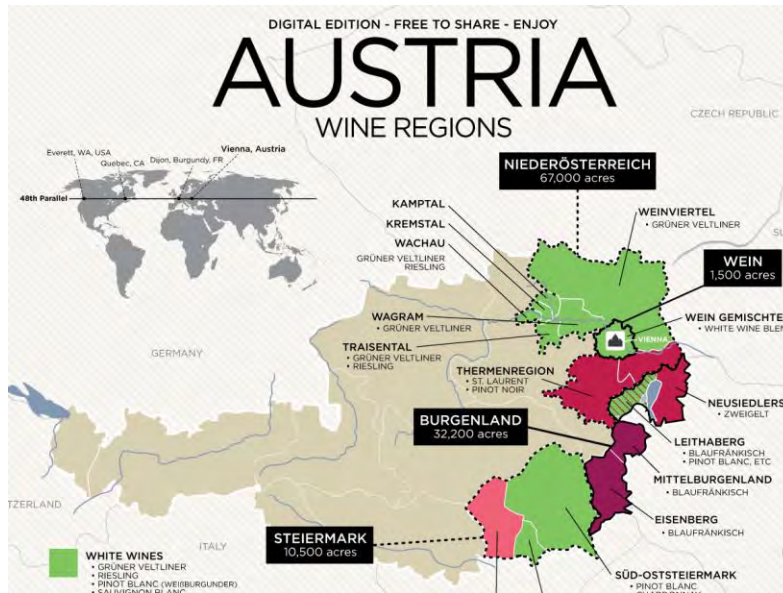 DIGITAL EDITION - FREE TO SHARE - ENJOY
AUSTRIA
WINE REGIONS
CZECH REPUBLIC
Everett, WA, USA
Quebec, CA
Dijon, Burgundy, FR
Vienna, Austria
48th Parallel
NIEDERÖSTERREICH
67,000 acres
KAMPTAL
KREMSTAL
WACHAU
GRÜNER VELTLINER
RIESLING
WEINVIERTEL
• GRÜNER VELTLINER
WEIN
1,500 acres
WAGRAM
• GRÜNER VELTLINER
WEIN GEMISCHTE
• WHITE WINE BLEN
VIENNA
TRAISENTAL
• GRÜNER VELTLINER
• RIESLING
GERMANY
THERMENREGION
• ST. LAURENT
• PINOT NOIR
NEUSIEDLERS
• ZWEIGELT
BURGENLAND
32,200 acres
LEITHABERG
• BLAUFRÄNKISCH
• PINOT BLANC, ETC
MITTELBURGENLAND
• BLAUFRÄNKISCH
EISENBERG
• BLAUFRÄNKISCH
TZERLAND
ITALY
STEIERMARK
10,500 acres
SÜD-OSTSTEIERMARK
• PINOT BLANC
WHITE WINES
• GRÜNER VELTLINER
• RIESLING
• PINOT BLANC (WEIßBURGUNDER)
• SAUVIGNON BLANC